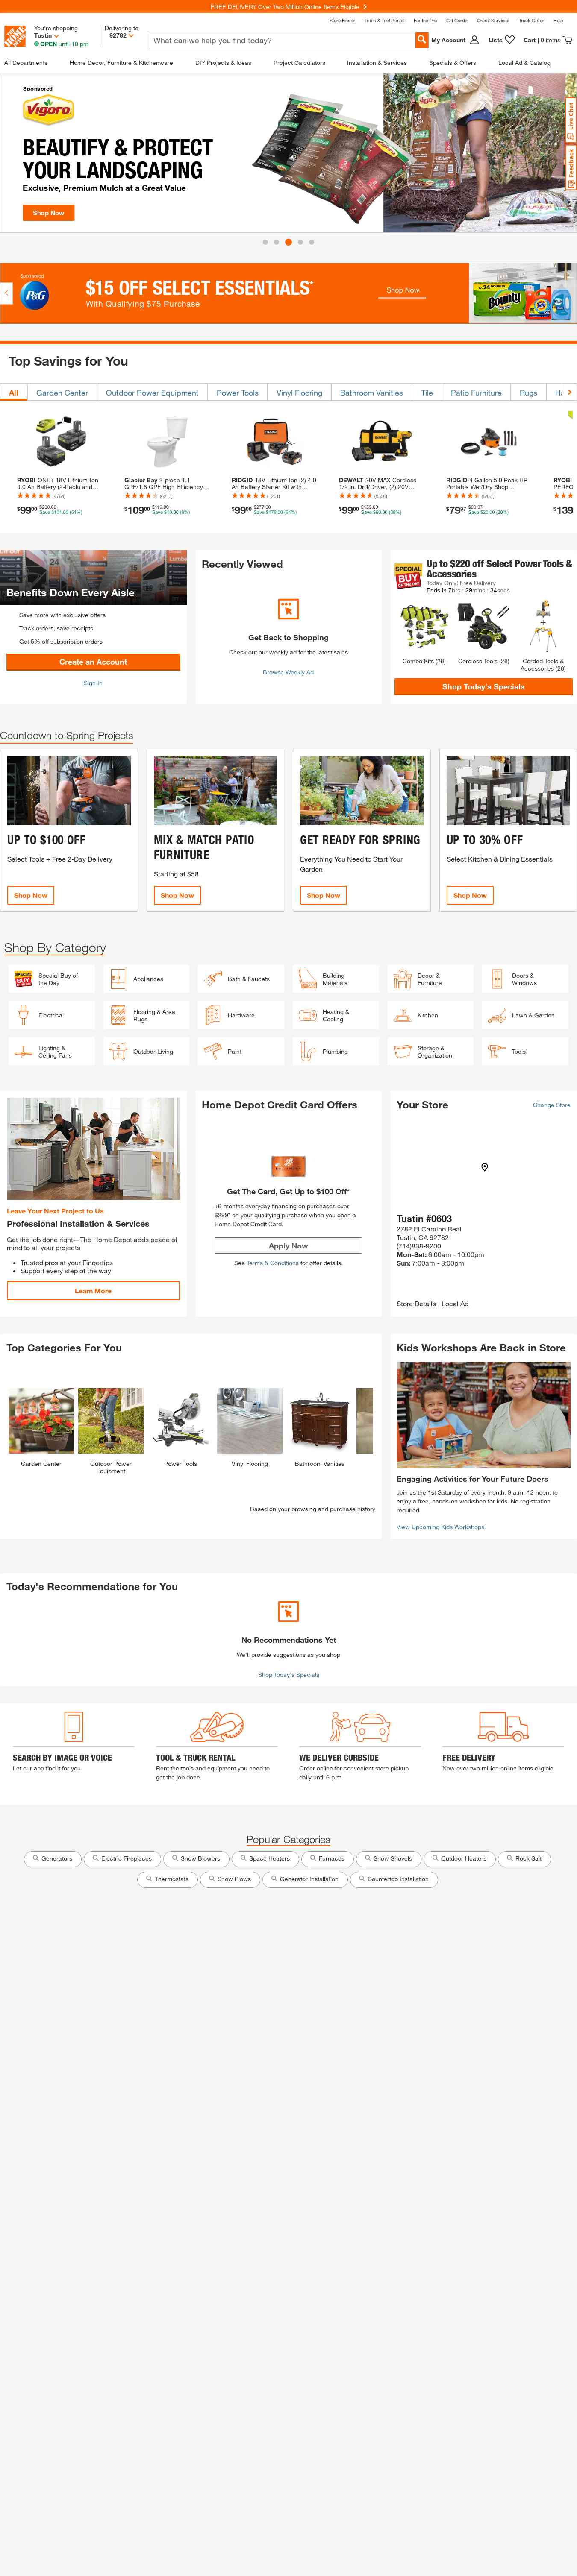 FREE DELIVERY Over Two Million Online Items Eligible
Store Finder
Truck & Tool Rental
For the Pro
Gift Cards
Credit Services
Track Order
Help
You're shopping
Tustin
OPEN until 10 pm
Delivering to
92782
What can we help you find today?
My Account
Lists
Cart | 0 items
All Departments
Home Decor, Furniture & Kitchenware
DIY Projects & Ideas
Project Calculators
Installation & Services
Specials & Offers
Local Ad & Catalog
Live Chat
Feedback
Sponsored
Vigoro
BEAUTIFY & PROTECT
YOUR LANDSCAPING
Exclusive, Premium Mulch at a Great Value
Shop Now
Sponsored
P&G
$15 OFF SELECT ESSENTIALS*
With Qualifying $75 Purchase
Shop Now
Bounty
Top Savings for You
All
Garden Center
Outdoor Power Equipment
Power Tools
Vinyl Flooring
Bathroom Vanities
Tile
Patio Furniture
Rugs
RYOBI ONE+ 18V Lithium-Ion
4.0 Ah Battery (2-Pack) and...
(4764)
$9900
$200.00
Save $101.00 (51%)
Glacier Bay 2-piece 1.1
GPF/1.6 GPF High Efficiency...
(6213)
$10900
$119.00
Save $10.00 (8%)
RIDGID 18V Lithium-Ion (2) 4.0
Ah Battery Starter Kit with...
(1201)
$9900
$277.00
Save $178.00 (64%)
DEWALT 20V MAX Cordless
1/2 in. Drill/Driver, (2) 20V...
$9900
$159.00
Save $60.00 (38%)
RIDGID 4 Gallon 5.0 Peak HP
Portable Wet/Dry Shop...
$7997
$99.97
Save $20.00 (20%)
RYOBI
PERFO
$139
Benefits Down Every Aisle
Save more with exclusive offers
Track orders, save receipts
Get 5% off subscription orders
Create an Account
Sign In
Recently Viewed
Get Back to Shopping
Check out our weekly ad for the latest sales
Browse Weekly Ad
SPECIAL
BUY
OF THE DAY
Up to $220 off Select Power Tools &
Accessories
Today Only! Free Delivery
Ends in 7hrs : 29mins : 34secs
Combo Kits (28)
Cordless Tools (28)
Corded Tools &
Accessories (28)
Shop Today's Specials
Countdown to Spring Projects
UP TO $100 OFF
Select Tools + Free 2-Day Delivery
Shop Now
MIX & MATCH PATIO
FURNITURE
Starting at $58
Shop Now
GET READY FOR SPRING
Everything You Need to Start Your
Garden
Shop Now
UP TO 30% OFF
Select Kitchen & Dining Essentials
Shop Now
Shop By Category
Special Buy of
the Day
Appliances
Bath & Faucets
Building
Materials
Decor &
Furniture
Doors &
Windows
Electrical
Flooring & Area
Rugs
Hardware
Heating &
Cooling
Kitchen
Lawn & Garden
Lighting &
Ceiling Fans
Outdoor Living
Paint
Plumbing
Storage &
Organization
Tools
Leave Your Next Project to Us
Professional Installation & Services
Get the job done right—The Home Depot adds peace of
mind to all your projects
• Trusted pros at your Fingertips
• Support every step of the way
Learn More
Home Depot Credit Card Offers
Get The Card, Get Up to $100 Off*
+6-months everyday financing on purchases over
$299* on your qualifying purchase when you open a
Home Depot Credit Card.
Apply Now
See Terms & Conditions for offer details.
Your Store
Change Store
Tustin #0603
2782 El Camino Real
Tustin, CA 92782
(714)838-9200
Mon-Sat: 6:00am - 10:00pm
Sun: 7:00am - 8:00pm
Store Details
Local Ad
Top Categories For You
Garden Center
Outdoor Power
Equipment
Power Tools
Vinyl Flooring
Bathroom Vanities
Based on your browsing and purchase history
Kids Workshops Are Back in Store
Engaging Activities for Your Future Doers
Join us the 1st Saturday of every month, 9 a.m.-12 noon, to
enjoy a free, hands-on workshop for kids. No registration
required.
View Upcoming Kids Workshops
Today's Recommendations for You
No Recommendations Yet
We'll provide suggestions as you shop
Shop Today's Specials
SEARCH BY IMAGE OR VOICE
Let our app find it for you
TOOL & TRUCK RENTAL
Rent the tools and equipment you need to
get the job done
WE DELIVER CURBSIDE
Order online for convenient store pickup
daily until 6 p.m.
FREE DELIVERY
Now over two million online items eligible
Popular Categories
Generators
Electric Fireplaces
Snow Blowers
Space Heaters
Furnaces
Snow Shovels
Outdoor Heaters
Rock Salt
Thermostats
Snow Plows
Generator Installation
Countertop Installation